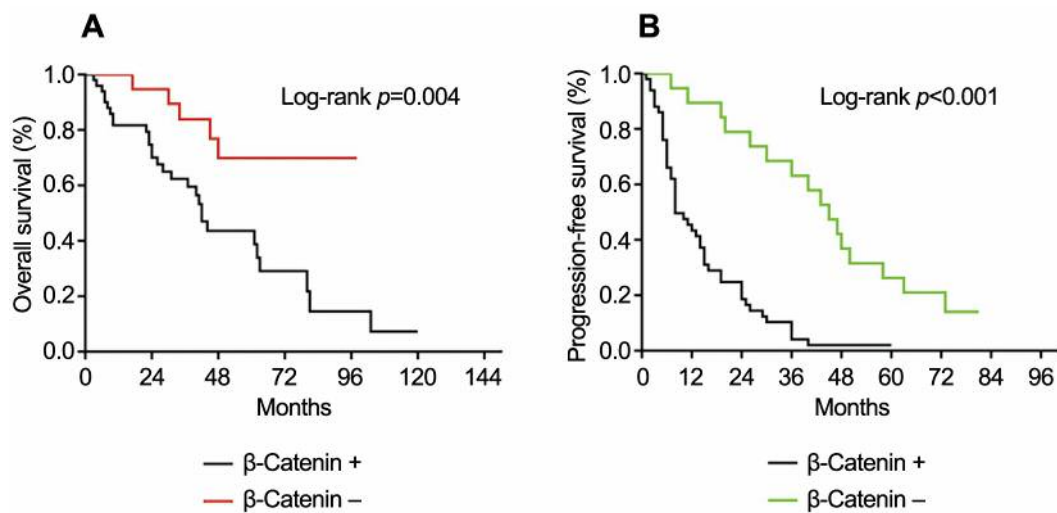 A
Overall survival (%)
1.0
0.8
0.6
0.4
0.2
0.0
Log-rank p=0.004
0 24 48 72 96 120 144
Months
β-Catenin +
β-Catenin –
B
Progression-free survival (%)
1.0
0.8
0.6
0.4
0.2
0.0
Log-rank p<0.001
0 12 24 36 48 60 72 84 96
Months
β-Catenin +
β-Catenin –